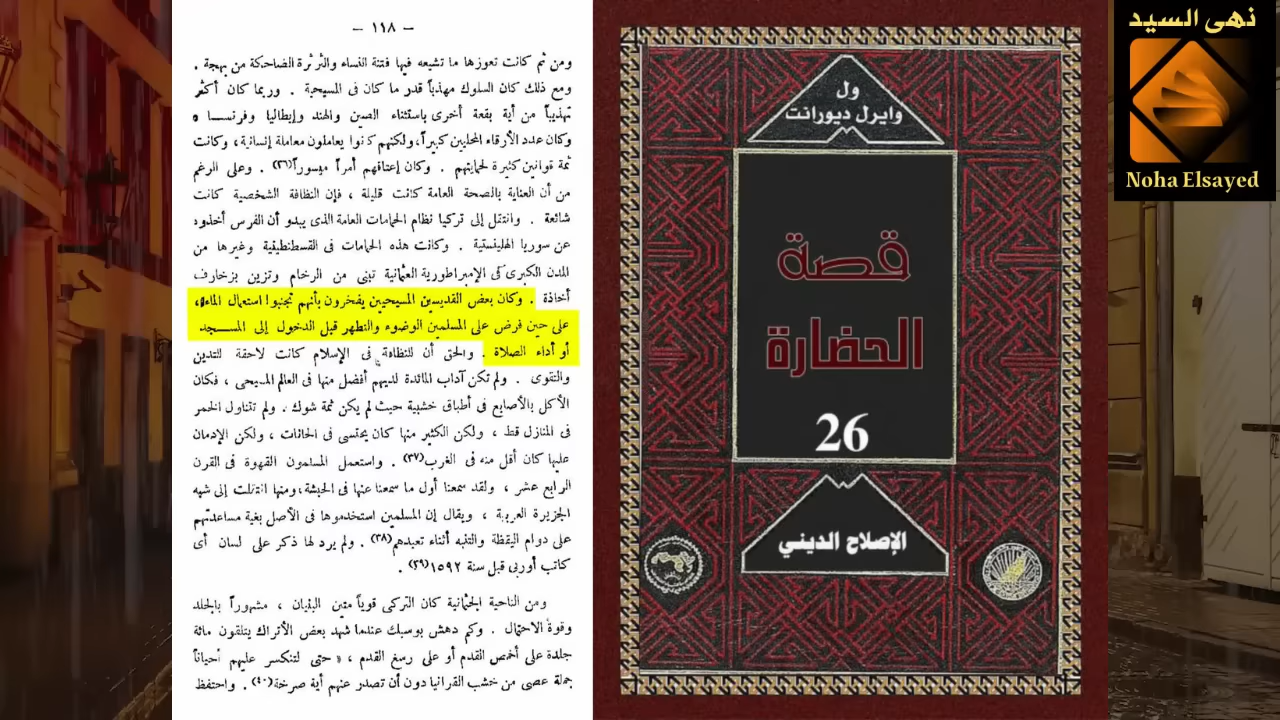 — ١١٨ —
ومن ثم كانت تعوزها ما تشيعه فيها فتنة النساء والثرثرة الضاحكة من بهجة .
ومع ذلك كان السلوك مهذباً قدر ما كان فى المسيحية . وربما كان أكثر
تهذيباً من أية بقعة أخرى باستثناء الصين والهند وإيطاليا وفرنسا .
وكان عدد الأرقاء المحليين كبيراً، ولكنهم كانوا يعاملون معاملة إنسانية، وكانت
ثمة قوانين كثيرة لحمايتهم . وكان إعتاقهم أمراً ميسوراً(٣٦) . وعلى الرغم
من أن العناية بالصحة العامة كانت قليلة ، فإن النظافة الشخصية كانت
شائعة . وانتقل إلى تركيا نظام الحمامات العامة الذى يبدو أن الفرس أخذوه
عن سوريا الهلينستية . وكانت هذه الحمامات فى القسطنطينية وغيرها من
المدن الكبرى فى الإمبراطورية العثمانية تبنى من الرخام وتزين بزخارف
أخاذة . وكان بعض القديسين المسيحيين يفخرون بأنهم تجنبوا استعمال الماء،
على حين فرض على المسلمين الوضوء والتطهر قبل الدخول إلى المسـجد
أو أداء الصلاة . والحق أن للنظافة فى الإسلام كانت لاحقة للتدين
والتقوى . ولم تكن آداب المائدة لديهم أفضل منها فى العالم المسيحى ، فكان
الأكل بالأصابع فى أطباق خشبية حيث لم يكن ثمة شوك . ولم تتناول الخمر
فى المنازل قط ، ولكن الكثير منها كان يحتسى فى الحانات ، ولكن الإدمان
عليها كان أقل منه فى الغرب(٣٧) . واستعمل المسلمون القهوة فى القرن
الرابع عشر ، ولقد سمعنا أول ما سمعنا عنها فى الحبشة ، ومنها انتقلت إلى شبه
الجزيرة العربية ، ويقال إن المسلمين استخدموها فى الأصل بغية مساعدتهم
على دوام اليقظة والتنبه أثناء تعبدهم(٣٨) . ولم يرد لها ذكر على لسان أى
كاتب أوربى قبل سنة ١٥٩٢(٣٩) .
ومن الناحية الجثمانية كان التركى قوياً متين البنيان ، مشهوراً بالجلد
وقوة الاحتمال . وكم دهش بوسبك عندما شهد بعض الأتراك يتلقون مائة
جلدة على أخمص القدم أو على رسغ القدم ، « حتى لتنكسر عليهم أحياناً
جملة عصى من خشب القرانيا دون أن تصدر عنهم أية صرخة(٤٠) . واحتفظ
ول
وايرل ديورانت
قصة
الحضارة
26
الإصلاح الديني
نهى السيد
Noha Elsayed